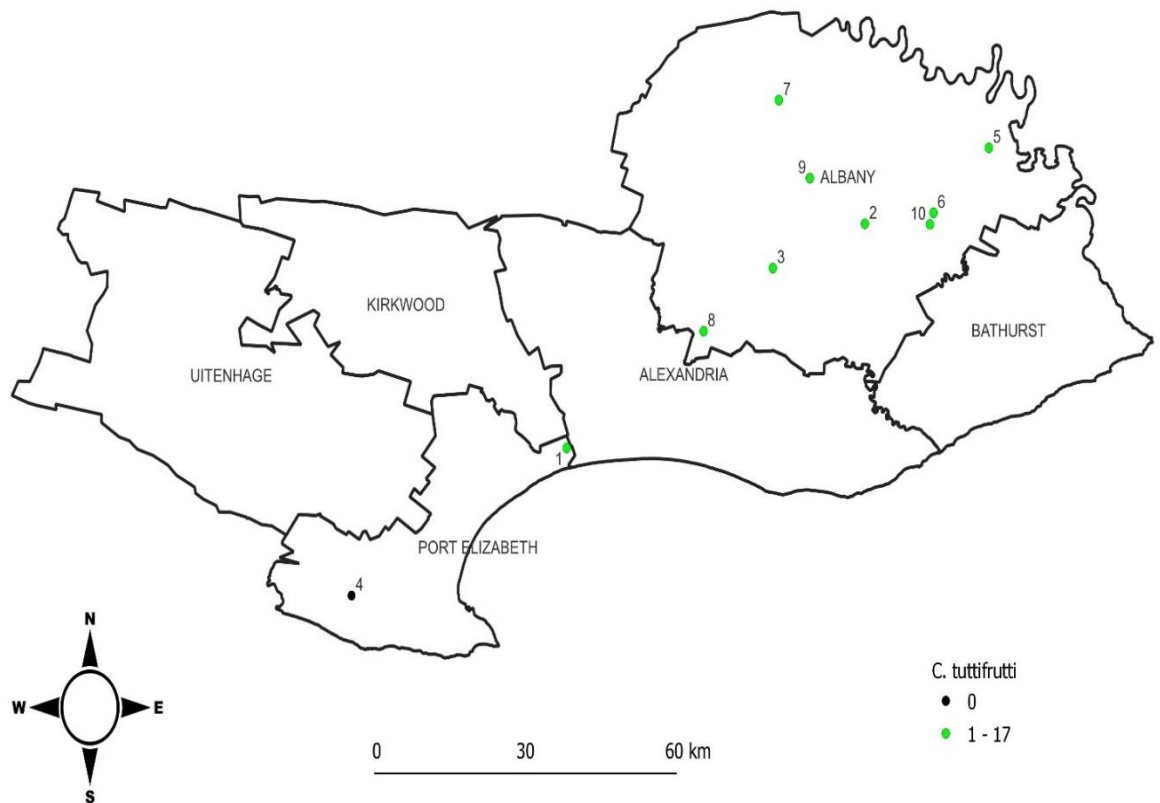 7
5
9
ALBANY
6
10
2
3
KIRKWOOD
8
BATHURST
UITENHAGE
ALEXANDRIA
1
PORT ELIZABETH
4
N
W
E
S
0
30
60 km
C. tuttifrutti
0
1 - 17